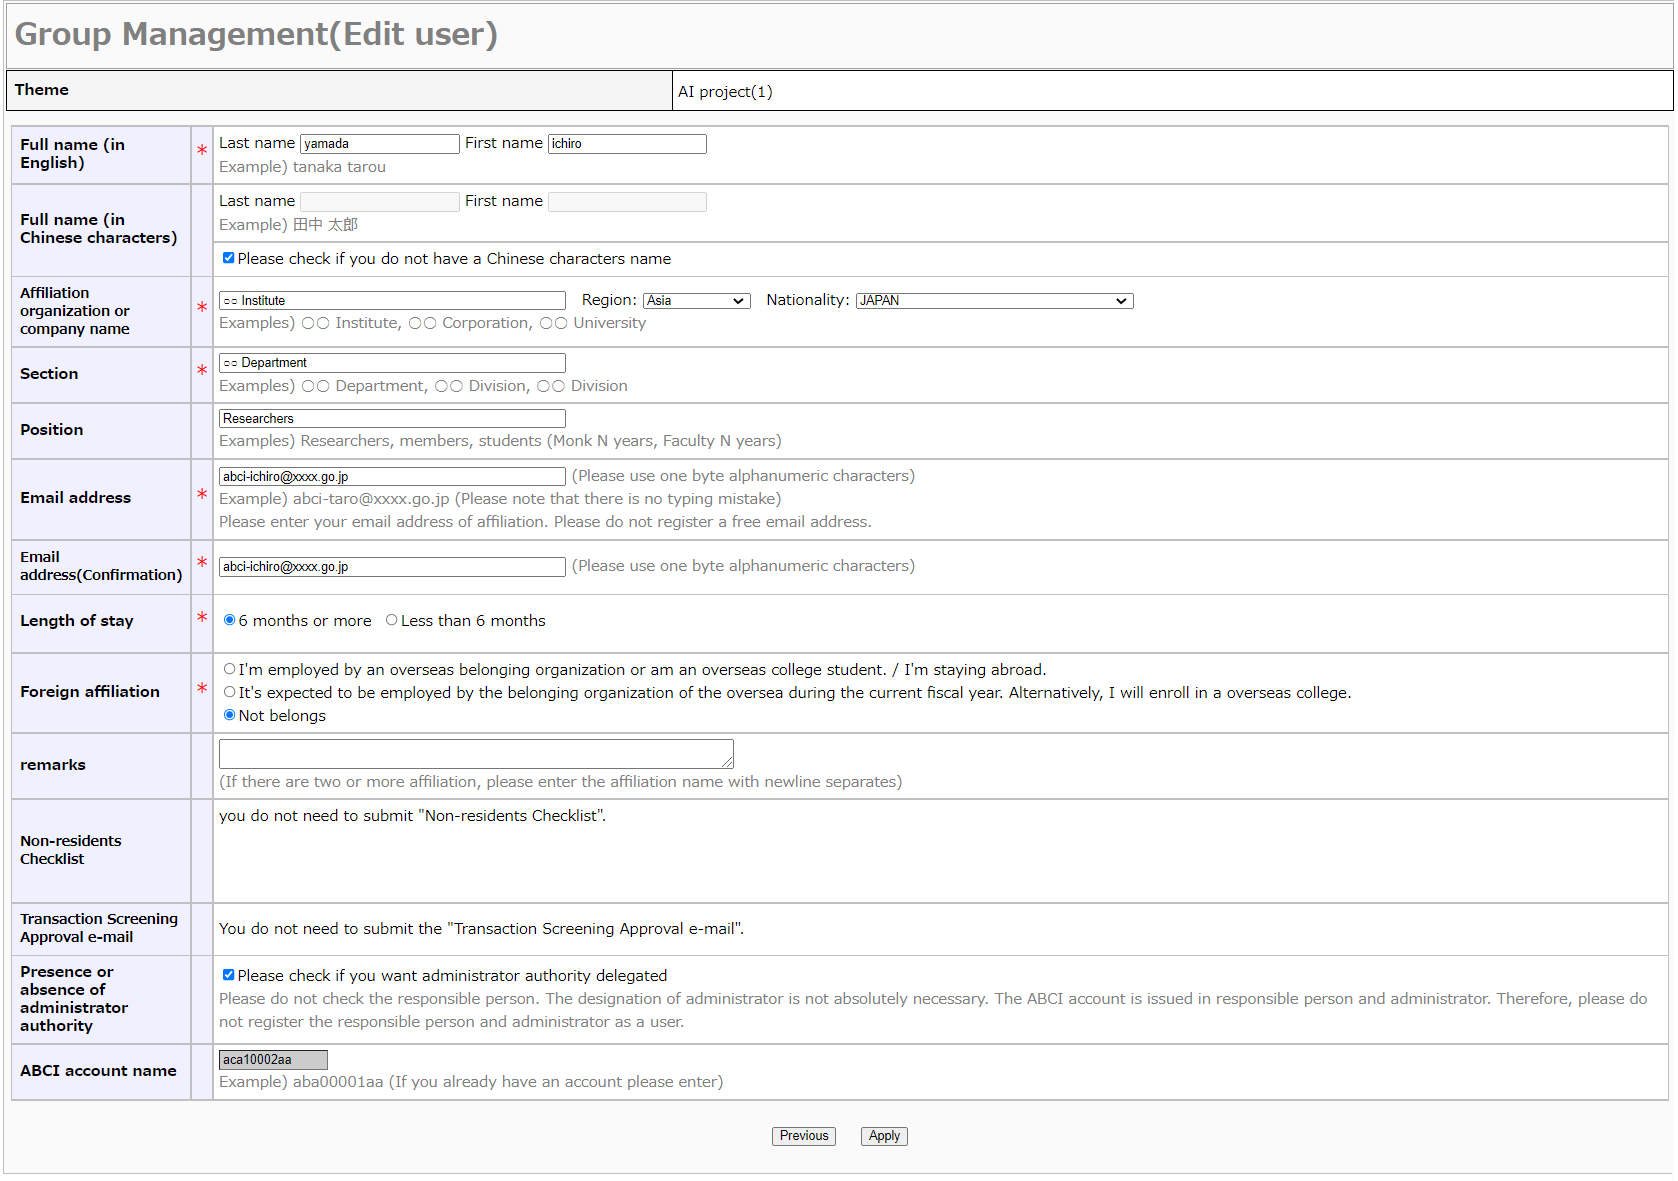 Group Management(Edit user)
Theme
AI project(1)
Full name (in
English)
*
Last name yamada First name ichiro
Example) tanaka tarou
Full name (in
Chinese characters)
Last name First name
Example) 田中 太郎
Please check if you do not have a Chinese characters name
Affiliation
organization or
company name
*
○○ Institute Region: Asia Nationality: JAPAN
Examples) ○○ Institute, ○○ Corporation, ○○ University
Section
*
○○ Department
Examples) ○○ Department, ○○ Division, ○○ Division
Position
Researchers
Examples) Researchers, members, students (Monk N years, Faculty N years)
Email address
*
abci-ichiro@xxxx.go.jp (Please use one byte alphanumeric characters)
Example) abci-taro@xxxx.go.jp (Please note that there is no typing mistake)
Please enter your email address of affiliation. Please do not register a free email address.
Email
address(Confirmation)
*
abci-ichiro@xxxx.go.jp (Please use one byte alphanumeric characters)
Length of stay
*
6 months or more Less than 6 months
Foreign affiliation
*
I'm employed by an overseas belonging organization or am an overseas college student. / I'm staying abroad.
It's expected to be employed by the belonging organization of the oversea during the current fiscal year. Alternatively, I will enroll in a overseas college.
Not belongs
remarks
(If there are two or more affiliation, please enter the affiliation name with newline separates)
Non-residents
Checklist
you do not need to submit "Non-residents Checklist".
Transaction Screening
Approval e-mail
You do not need to submit the "Transaction Screening Approval e-mail".
Presence or
absence of
administrator
authority
Please check if you want administrator authority delegated
Please do not check the responsible person. The designation of administrator is not absolutely necessary. The ABCI account is issued in responsible person and administrator. Therefore, please do
not register the responsible person and administrator as a user.
ABCI account name
aca10002aa
Example) aba00001aa (If you already have an account please enter)
Previous Apply